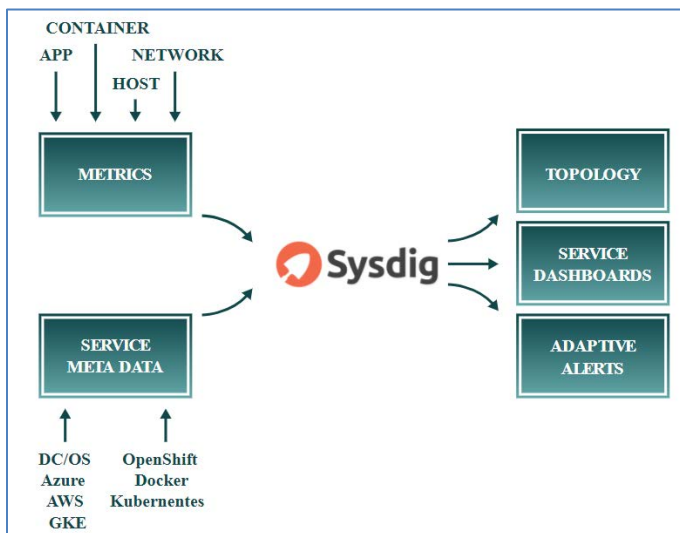 CONTAINER
APP
NETWORK
HOST
METRICS
SERVICE
META DATA
DC/OS
Azure
AWS
GKE
OpenShift
Docker
Kubernentes
Sysdig
TOPOLOGY
SERVICE
DASHBOARDS
ADAPTIVE
ALERTS